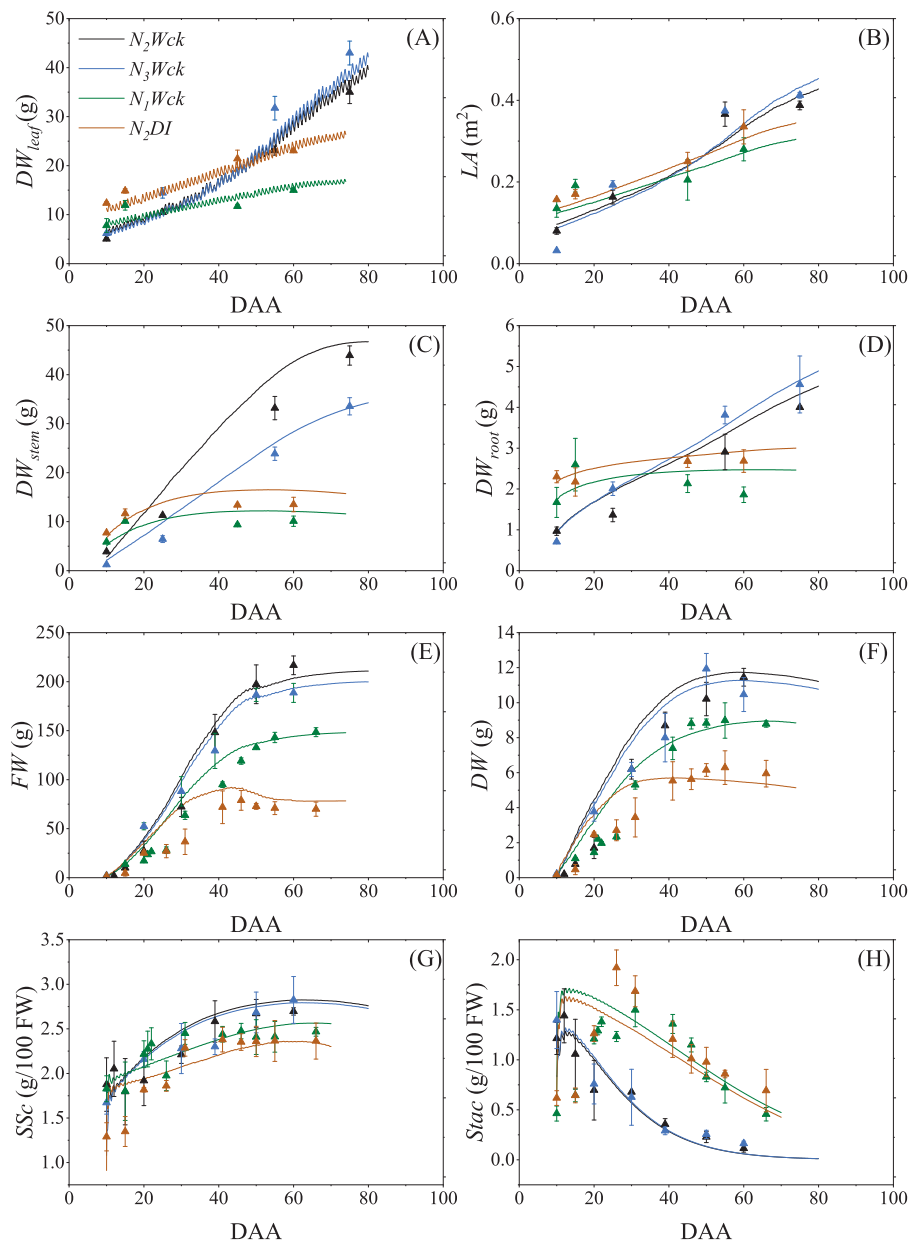 50
40
30
20
10
0
DW_leaf (g)
N2Wck
N3Wck
N1Wck
N2DI
(A)
0 20 40 60 80 100
DAA
0.6
0.4
0.2
0.0
LA (m²)
(B)
0 20 40 60 80 100
DAA
50
40
30
20
10
0
DW_stem (g)
(C)
0 20 40 60 80 100
DAA
6
5
4
3
2
1
0
DW_root (g)
(D)
0 20 40 60 80 100
DAA
250
200
150
100
50
0
FW (g)
(E)
0 20 40 60 80 100
DAA
14
12
10
8
6
4
2
0
DW (g)
(F)
0 20 40 60 80 100
DAA
3.5
3.0
2.5
2.0
1.5
1.0
SSc (g/100 FW)
(G)
0 20 40 60 80 100
DAA
2.0
1.5
1.0
0.5
0.0
Stac (g/100 FW)
(H)
0 20 40 60 80 100
DAA